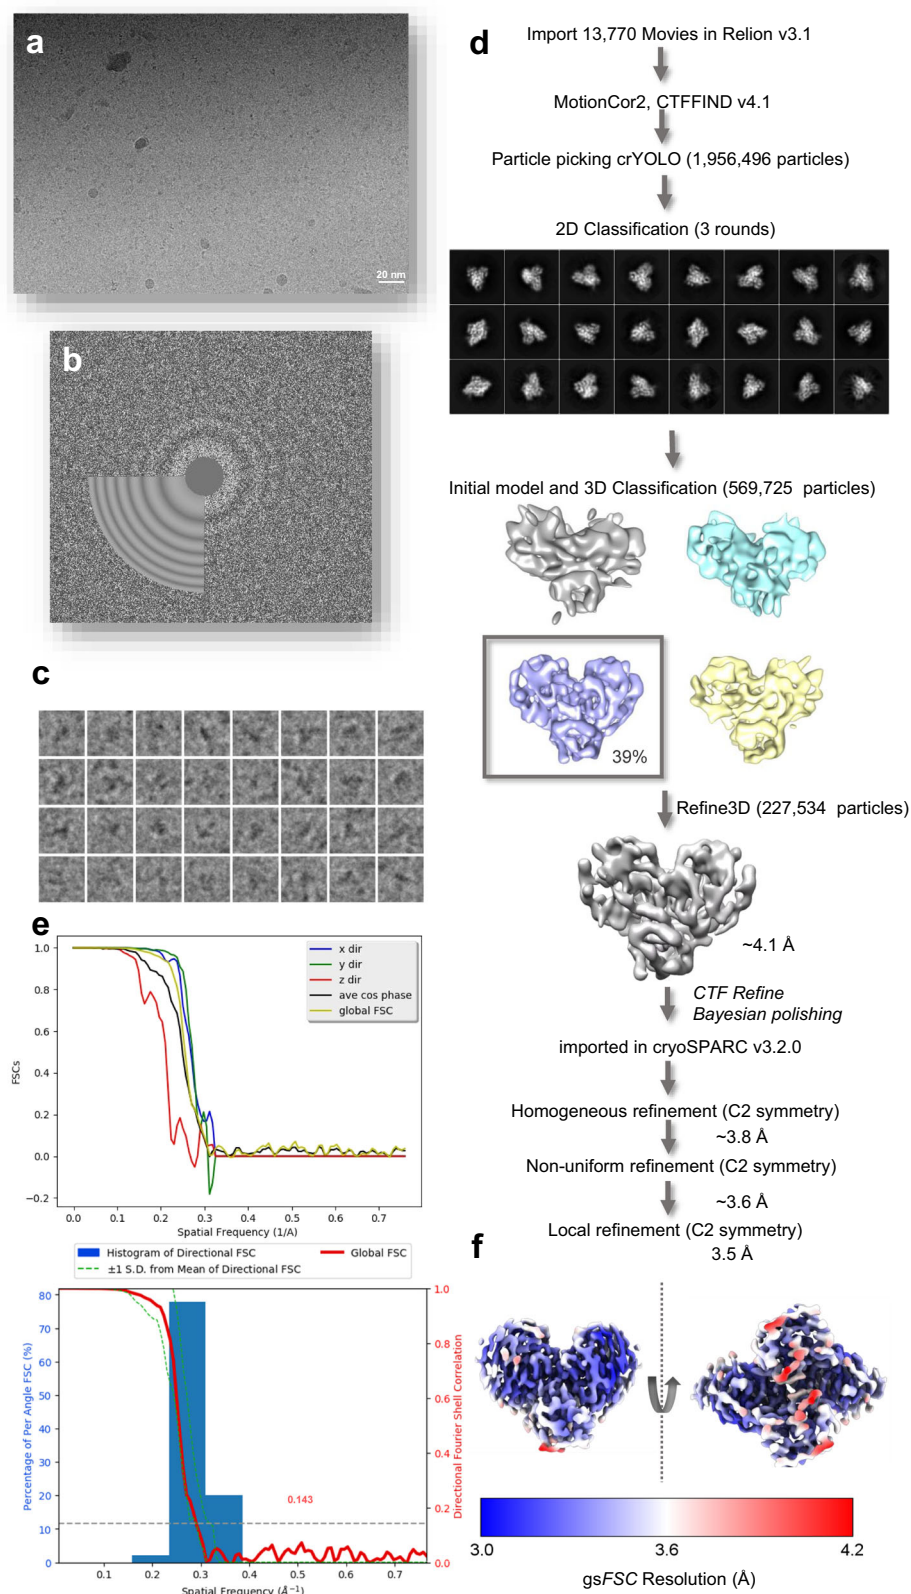 a
20 nm
b
c
d
Import 13,770 Movies in Relion v3.1
MotionCor2, CTFFIND v4.1
Particle picking crYOLO (1,956,496 particles)
2D Classification (3 rounds)
Initial model and 3D Classification (569,725 particles)
39%
Refine3D (227,534 particles)
~4.1 Å
CTF Refine
Bayesian polishing
imported in cryoSPARC v3.2.0
Homogeneous refinement (C2 symmetry)
~3.8 Å
Non-uniform refinement (C2 symmetry)
~3.6 Å
Local refinement (C2 symmetry)
3.5 Å
e
x dir
y dir
z dir
ave cos phase
global FSC
FSCs
1.0
0.8
0.6
0.4
0.2
0.0
−0.2
0.0 0.1 0.2 0.3 0.4 0.5 0.6 0.7
Spatial Frequency (1/A)
Histogram of Directional FSC
Global FSC
±1 S.D. from Mean of Directional FSC
Percentage of Per Angle FSC (%)
80
70
60
50
40
30
20
10
0
0.143
1.0
0.8
0.6
0.4
0.2
0.0
Directional Fourier Shell Correlation
0.1 0.2 0.3 0.4 0.5 0.6 0.7
Spatial Frequency (Å⁻¹)
f
3.0 3.6 4.2
gsFSC Resolution (Å)